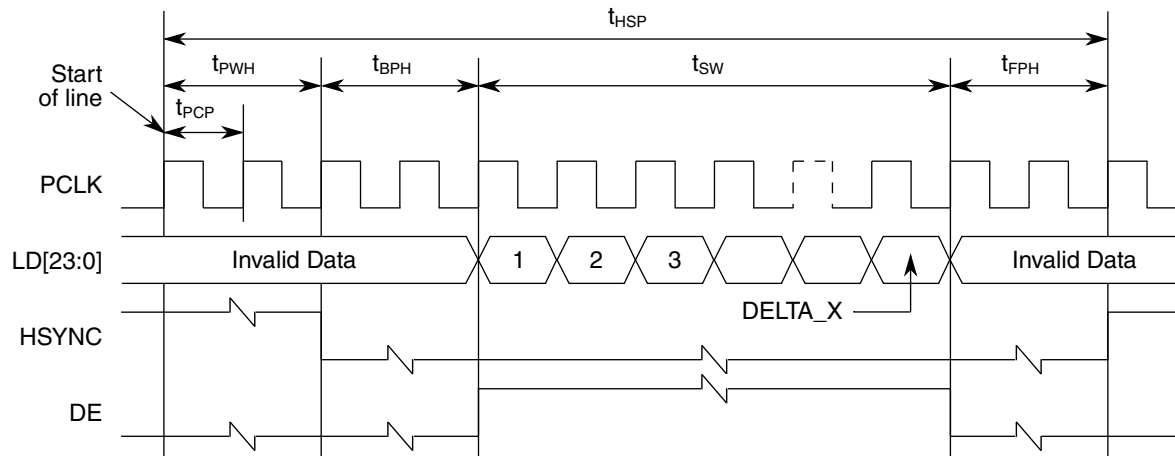 tHSP
tPWH
tBPH
tSW
tFPH
Start
of line
tPCP
PCLK
LD[23:0]
Invalid Data
1
2
3
Invalid Data
DELTA_X
HSYNC
DE